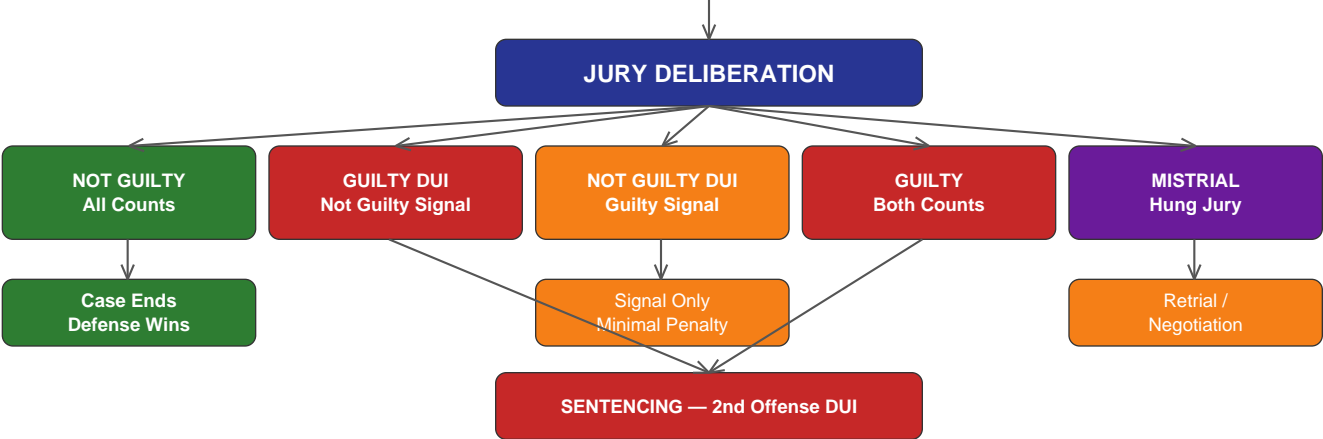 JURY DELIBERATION
NOT GUILTY
All Counts
GUILTY DUI
Not Guilty Signal
NOT GUILTY DUI
Guilty Signal
GUILTY
Both Counts
MISTRIAL
Hung Jury
Case Ends
Defense Wins
Signal Only
Minimal Penalty
Retrial /
Negotiation
SENTENCING — 2nd Offense DUI